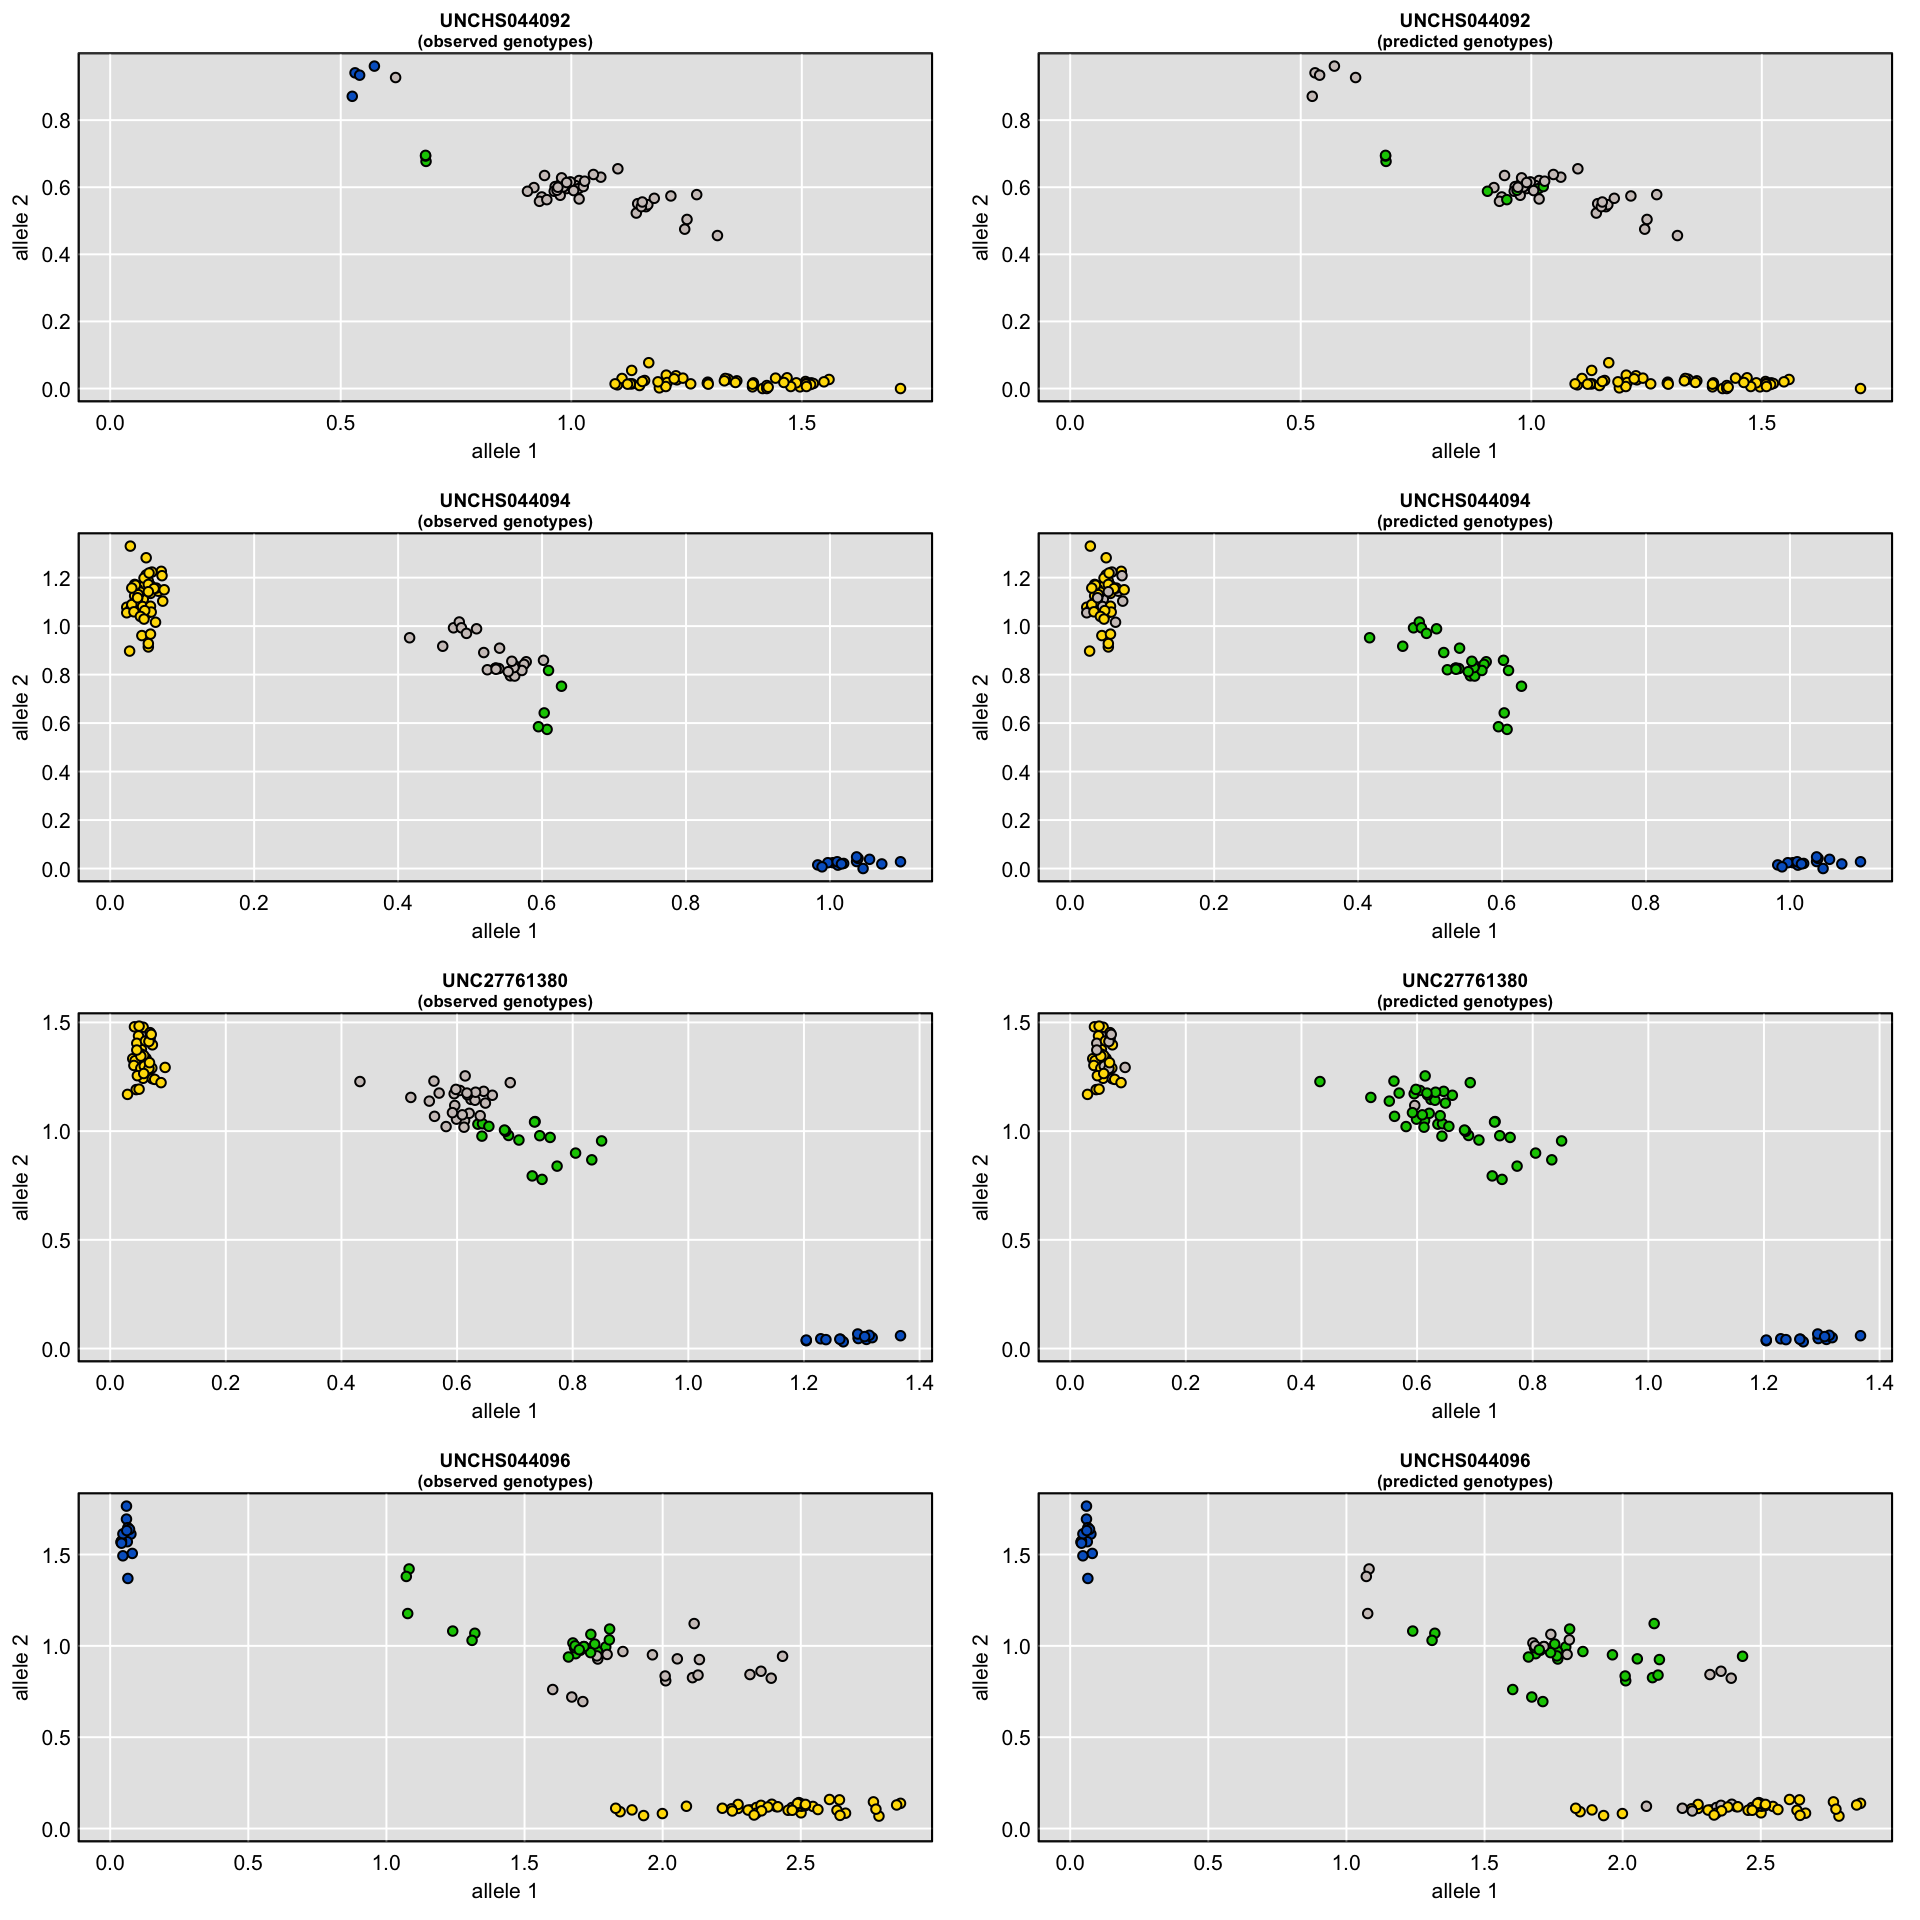 UNCHS044092
(observed genotypes)
0.8
0.6
0.4
0.2
0.0
allele 2
0.0 0.5 1.0 1.5
allele 1
UNCHS044092
(predicted genotypes)
0.8
0.6
0.4
0.2
0.0
allele 2
0.0 0.5 1.0 1.5
allele 1
UNCHS044094
(observed genotypes)
1.2
1.0
0.8
0.6
0.4
0.2
0.0
allele 2
0.0 0.2 0.4 0.6 0.8 1.0
allele 1
UNCHS044094
(predicted genotypes)
1.2
1.0
0.8
0.6
0.4
0.2
0.0
allele 2
0.0 0.2 0.4 0.6 0.8 1.0
allele 1
UNC27761380
(observed genotypes)
1.5
1.0
0.5
0.0
allele 2
0.0 0.2 0.4 0.6 0.8 1.0 1.2 1.4
allele 1
UNC27761380
(predicted genotypes)
1.5
1.0
0.5
0.0
allele 2
0.0 0.2 0.4 0.6 0.8 1.0 1.2 1.4
allele 1
UNCHS044096
(observed genotypes)
1.5
1.0
0.5
0.0
allele 2
0.0 0.5 1.0 1.5 2.0 2.5
allele 1
UNCHS044096
(predicted genotypes)
1.5
1.0
0.5
0.0
allele 2
0.0 0.5 1.0 1.5 2.0 2.5
allele 1